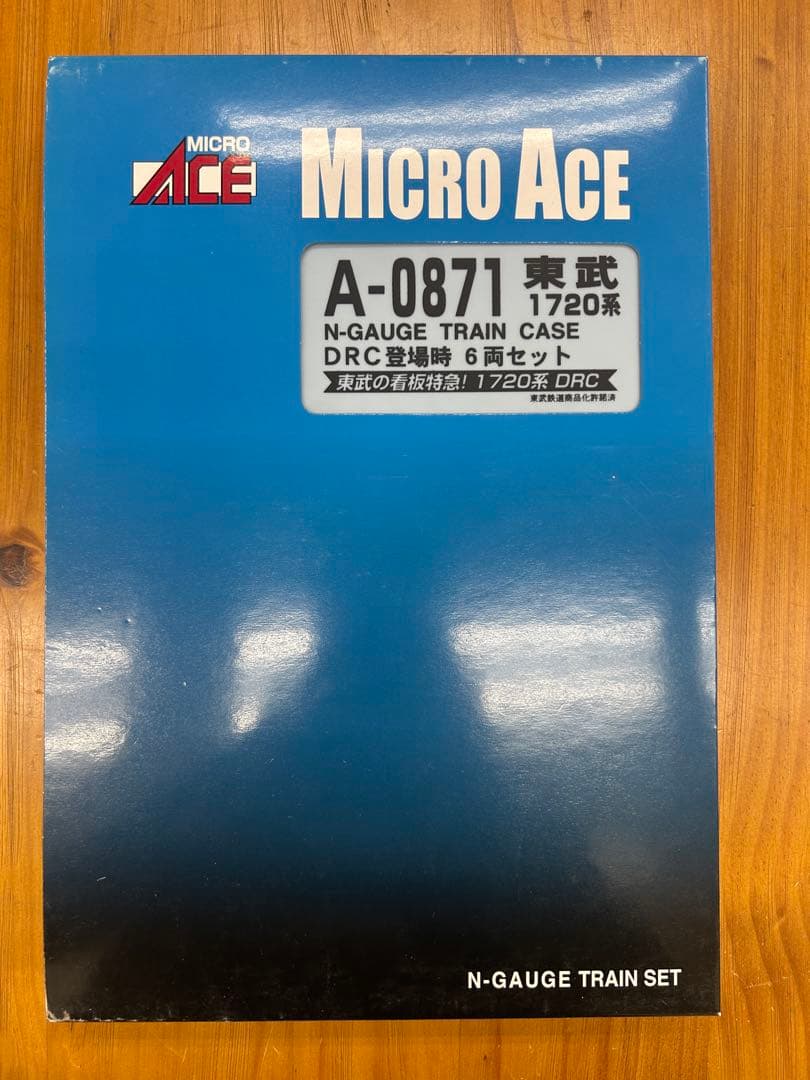 MICRO
ACE
MICRO ACE
A-0871 東武
1720系
N-GAUGE TRAIN CASE
DRC登場時 6両セット
東武の看板特急! 1720系 DRC
東武鉄道商品化許諾済
N-GAUGE TRAIN SET